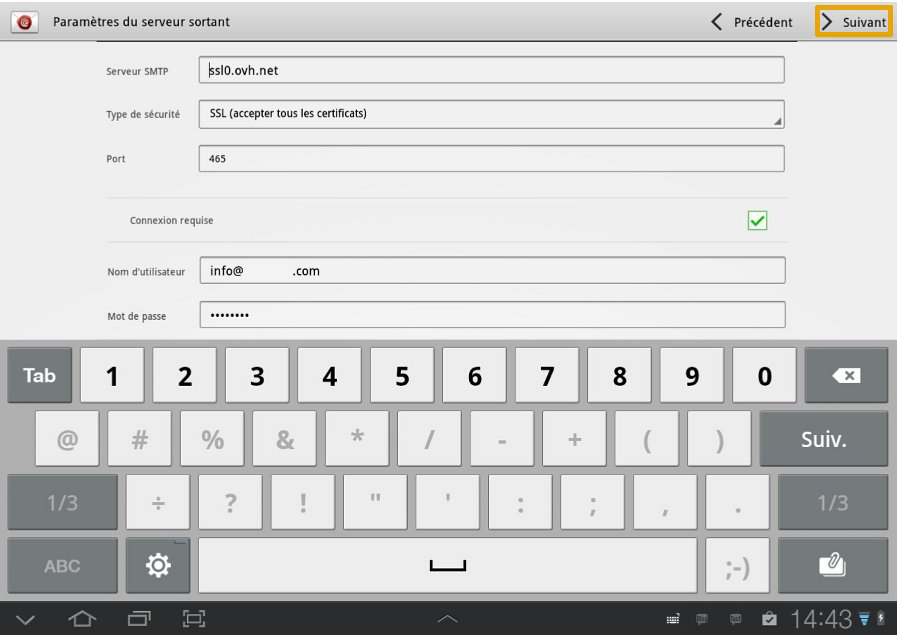 Paramètres du serveur sortant
Précédent
Suivant
Serveur SMTP
ssl0.ovh.net
Type de sécurité
SSL (accepter tous les certificats)
Port
465
Connexion requise
Nom d'utilisateur
info@ .com
Mot de passe
••••••••
Tab 1 2 3 4 5 6 7 8 9 0
@ # % & * / - + ( ) Suiv.
1/3 ÷ ? ! " ' : ; , . 1/3
ABC ;-)
14:43